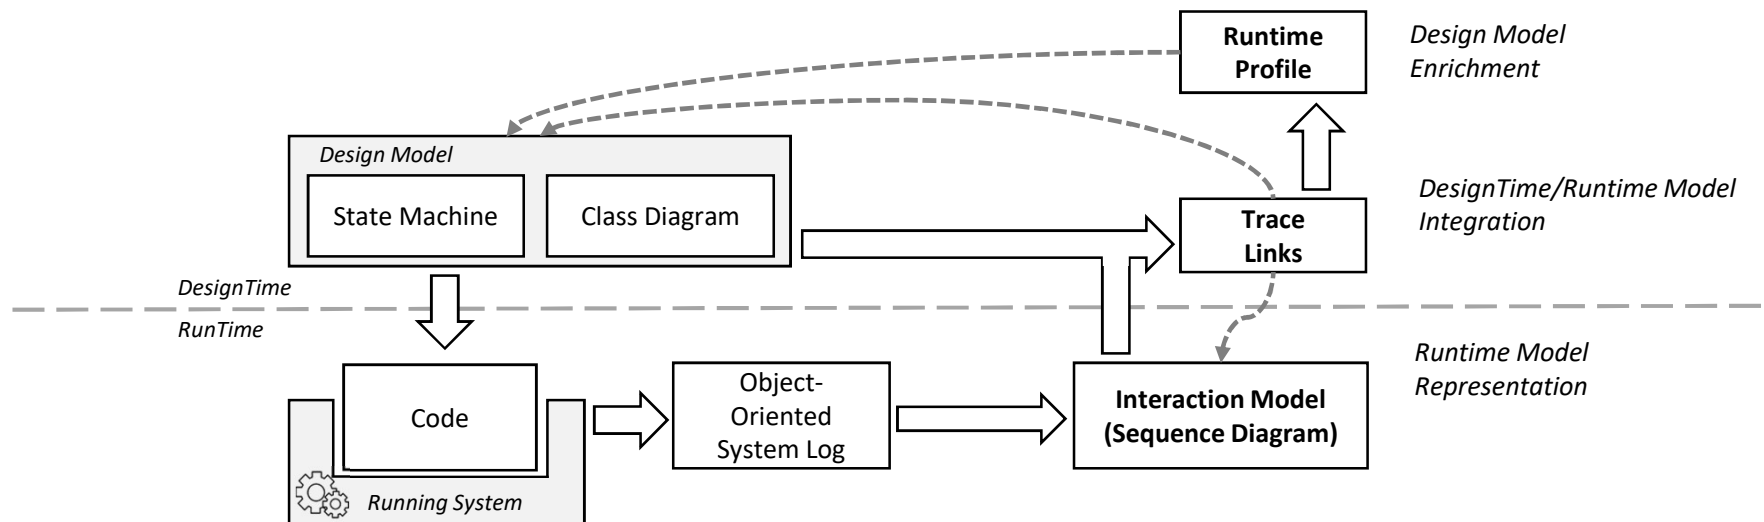 Runtime
Profile
Design Model
Enrichment
Design Model
State Machine
Class Diagram
Trace
Links
DesignTime/Runtime Model
Integration
DesignTime
RunTime
Code
Running System
Object-
Oriented
System Log
Interaction Model
(Sequence Diagram)
Runtime Model
Representation